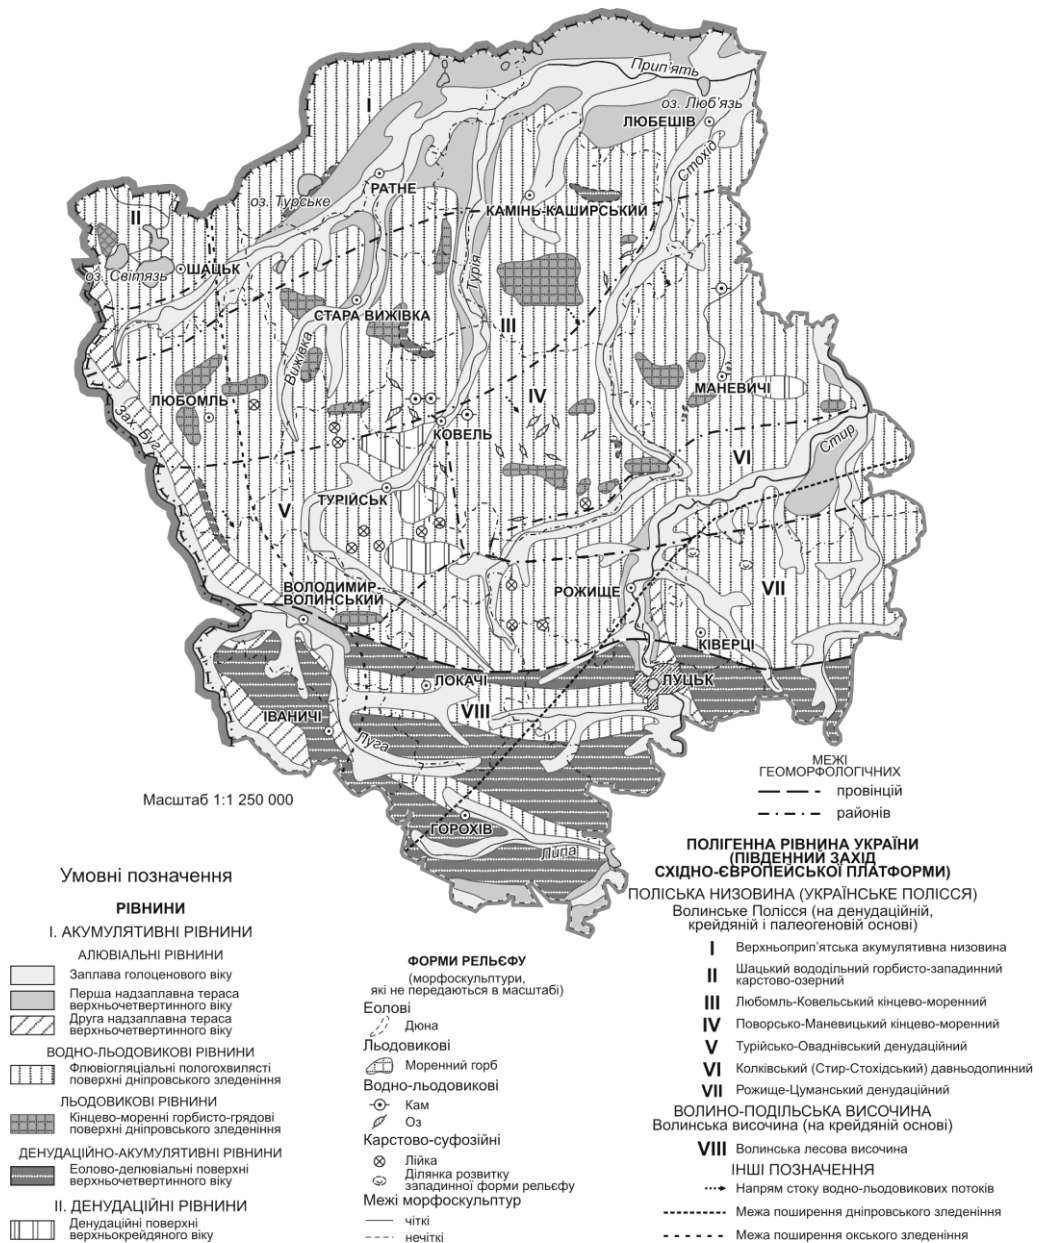 Прип'ять
I
оз. Люб'язь
ЛЮБЕШІВ
Стохід
РАТНЕ
оз. Турське
КАМІНЬ-КАШИРСЬКИЙ
II
ШАЦЬК
оз. Світязь
Турія
СТАРА ВИЖІВКА
III
Вижівка
МАНЕВИЧІ
ЛЮБОМЛЬ
IV
Зах. Буг
КОВЕЛЬ
Стир
VI
ТУРІЙСЬК
V
ВОЛОДИМИР-
ВОЛИНСЬКИЙ
РОЖИЩЕ
VII
КІВЕРЦІ
ЛОКАЧІ
ЛУЦЬК
ІВАНИЧІ
VIII
Луга
ГОРОХІВ
Липа
Масштаб 1:1 250 000
МЕЖІ
ГЕОМОРФОЛОГІЧНИХ
провінцій
районів
Умовні позначення
РІВНИНИ
І. АКУМУЛЯТИВНІ РІВНИНИ
АЛЮВІАЛЬНІ РІВНИНИ
Заплава голоценового віку
Перша надзаплавна тераса
верхньочетвертинного віку
Друга надзаплавна тераса
верхньочетвертинного віку
ВОДНО-ЛЬОДОВИКОВІ РІВНИНИ
Флювіогляціальні пологохвилясті
поверхні дніпровського зледеніння
ЛЬОДОВИКОВІ РІВНИНИ
Кінцево-моренні горбисто-грядові
поверхні дніпровського зледеніння
ДЕНУДАЦІЙНО-АКУМУЛЯТИВНІ РІВНИНИ
Еолово-делювіальні поверхні
верхньочетвертинного віку
ІІ. ДЕНУДАЦІЙНІ РІВНИНИ
Денудаційні поверхні
верхньокрейдяного віку
ФОРМИ РЕЛЬЄФУ
(морфоскульптури,
які не передаються в масштабі)
Еолові
Дюна
Льодовикові
Моренний горб
Водно-льодовикові
Кам
Оз
Карстово-суфозійні
Лійка
Ділянка розвитку
западинної форми рельєфу
Межі морфоскульптур
чіткі
нечіткі
ПОЛІГЕННА РІВНИНА УКРАЇНИ
(ПІВДЕННИЙ ЗАХІД
СХІДНО-ЄВРОПЕЙСЬКОЇ ПЛАТФОРМИ)
ПОЛІСЬКА НИЗОВИНА (УКРАЇНСЬКЕ ПОЛІССЯ)
Волинське Полісся (на денудаційній,
крейдяній і палеогеновій основі)
I Верхньоприп'ятська акумулятивна низовина
II Шацький вододільний горбисто-западинний
карстово-озерний
III Любомль-Ковельський кінцево-моренний
IV Поворсько-Маневицький кінцево-моренний
V Турійсько-Оваднівський денудаційний
VI Колківський (Стир-Стохідський) давньодолинний
VII Рожище-Цуманський денудаційний
ВОЛИНО-ПОДІЛЬСЬКА ВИСОЧИНА
Волинська височина (на крейдяній основі)
VIII Волинська лесова височина
ІНШІ ПОЗНАЧЕННЯ
Напрям стоку водно-льодовикових потоків
Межа поширення дніпровського зледеніння
Межа поширення окського зледеніння